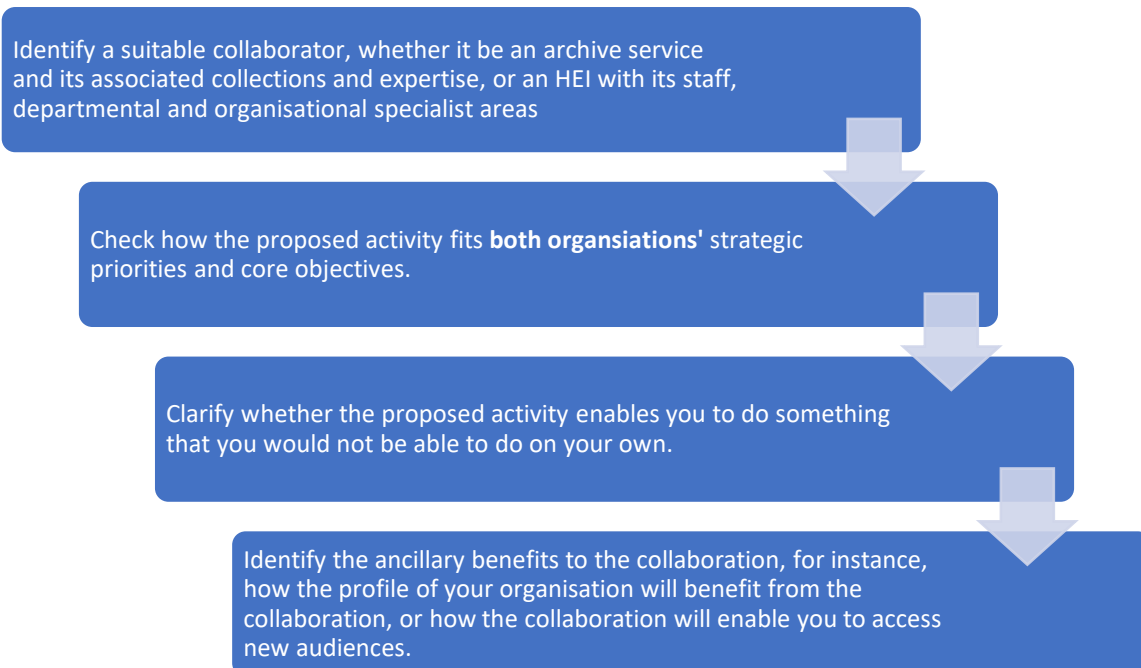 Identify a suitable collaborator, whether it be an archive service
and its associated collections and expertise, or an HEI with its staff,
departmental and organisational specialist areas
Check how the proposed activity fits both organsiations' strategic
priorities and core objectives.
Clarify whether the proposed activity enables you to do something
that you would not be able to do on your own.
Identify the ancillary benefits to the collaboration, for instance,
how the profile of your organisation will benefit from the
collaboration, or how the collaboration will enable you to access
new audiences.